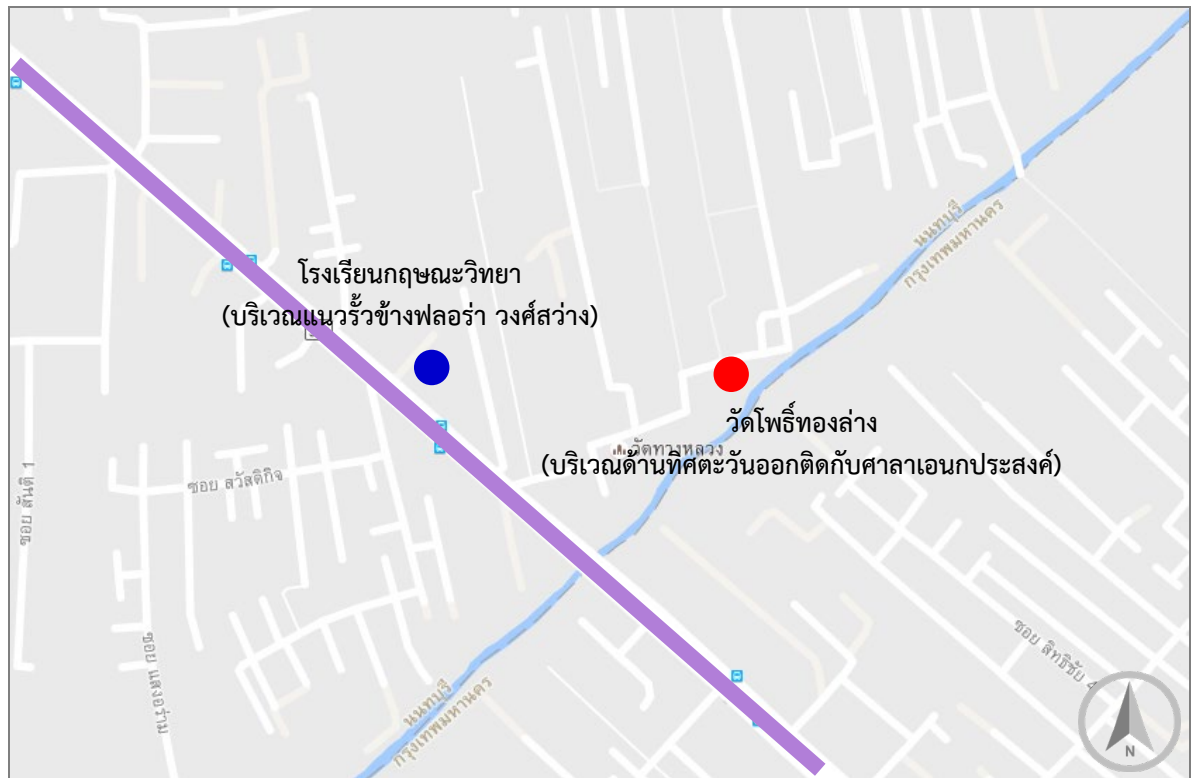 นนทบุรี
กรุงเทพมหานคร
โรงเรียนกฤษณะวิทยา
(บริเวณแนวรั้วข้างฟลอร่า วงศ์สว่าง)
วัดโพธิ์ทองล่าง
วัดทางหลวง
(บริเวณด้านทิศตะวันออกติดกับศาลาเอนกประสงค์)
ซอย สวัสดิกิจ
ซอย สันติ 1
ซอย แสงอร่าม
ซอย สิทธิชัย 4
นนทบุรี
กรุงเทพมหานคร
N